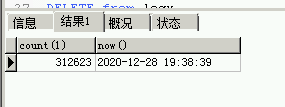 DELETE from
信息 结果1 概况 状态
count(1) now()
312623 2020-12-28 19:38:39